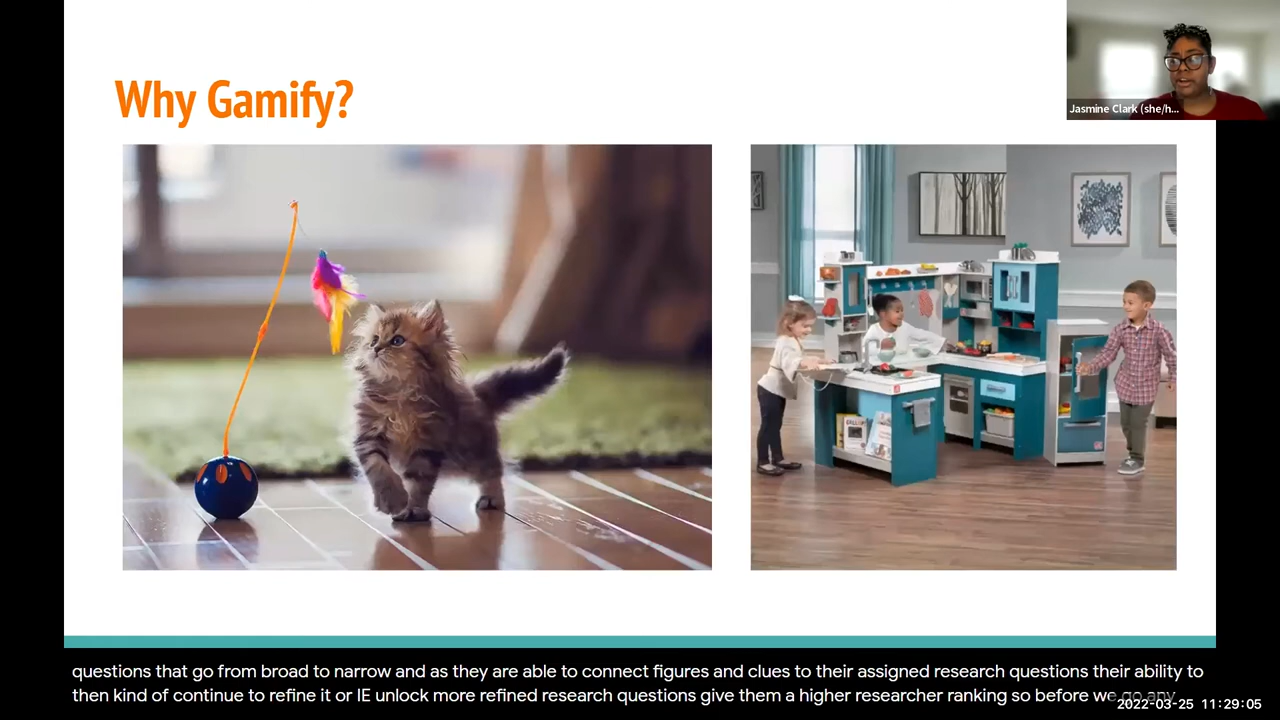 Why Gamify?
Jasmine Clark (she/h...
questions that go from broad to narrow and as they are able to connect figures and clues to their assigned research questions their ability to
then kind of continue to refine it or IE unlock more refined research questions give them a higher researcher ranking so before we go any
2022-03-25 11:29:05